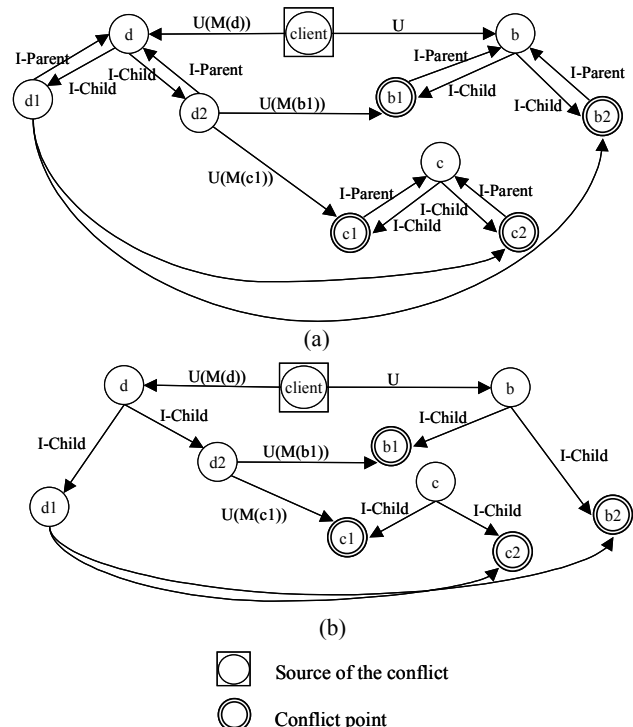 d
U(M(d))
client
U
b
I-Parent
I-Child
I-Child
I-Parent
I-Parent
I-Child
I-Child
I-Parent
d1
d2
U(M(b1))
b1
b2
U(M(c1))
c
I-Parent
I-Child
I-Child
I-Parent
c1
c2
(a)
d
U(M(d))
client
U
b
I-Child
I-Child
I-Child
I-Child
b1
d2
U(M(b1))
c
d1
U(M(c1))
I-Child
I-Child
b2
c1
c2
(b)
Source of the conflict
Conflict point